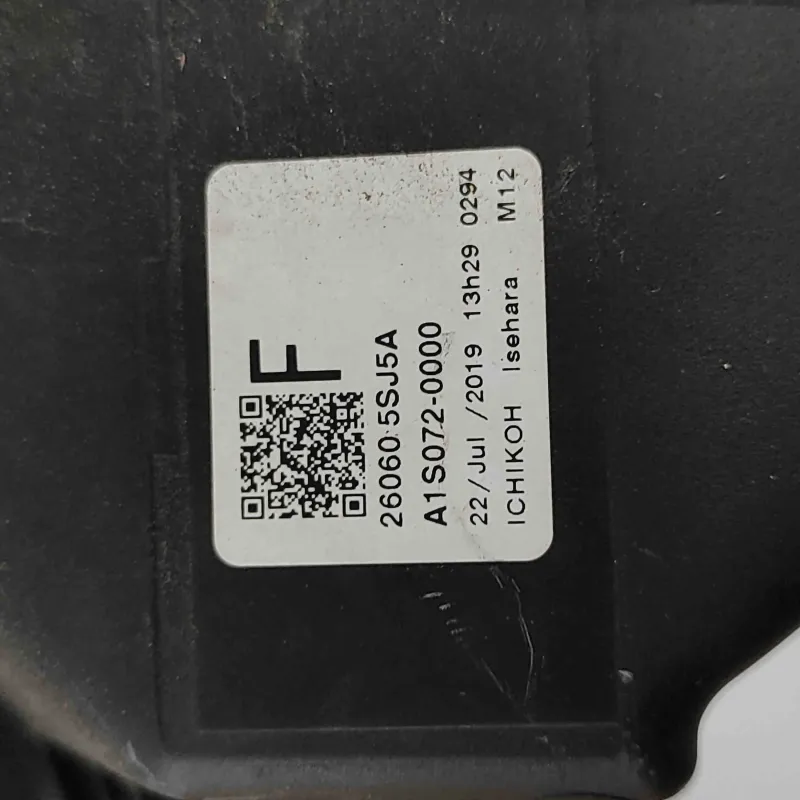 F
26060 5SJ5A
A1S072-0000
22/Jul /2019 13h29 0294
ICHIKOH Isehara M12